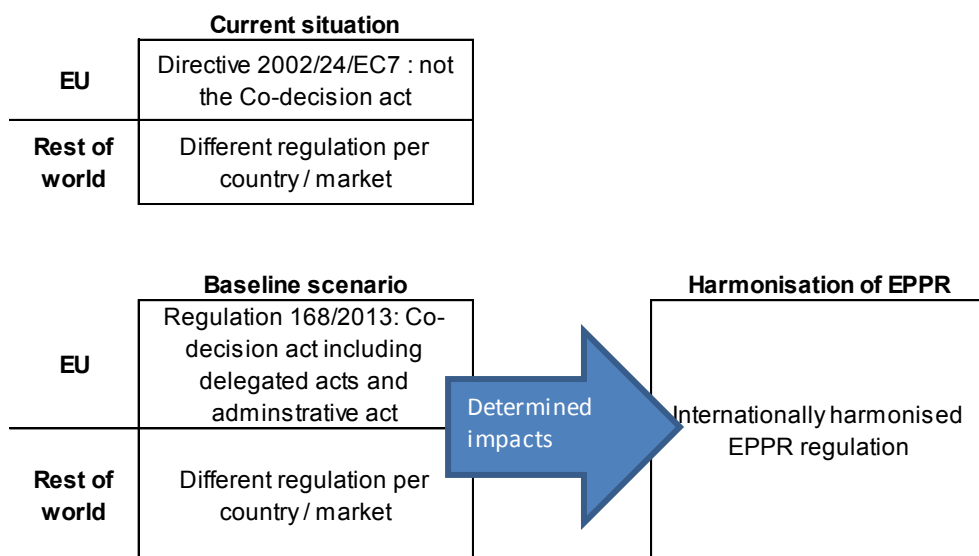 Current situation
EU
Directive 2002/24/EC7 : not
the Co-decision act
Rest of
world
Different regulation per
country / market
Baseline scenario
Harmonisation of EPPR
EU
Regulation 168/2013: Co-
decision act including
delegated acts and
adminstrative act
Determined
impacts
Internationally harmonised
EPPR regulation
Rest of
world
Different regulation per
country / market